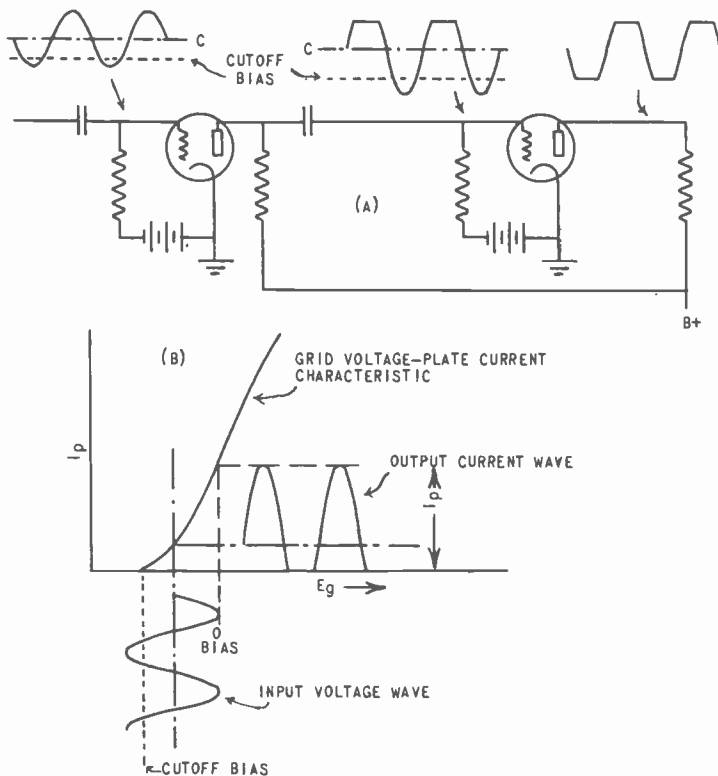 C
CUTOFF
BIAS
C
(A)
B+
(B)
GRID VOLTAGE-PLATE CURRENT
CHARACTERISTIC
Ip
OUTPUT CURRENT WAVE
Ip
Eg
0
BIAS
INPUT VOLTAGE WAVE
CUTOFF BIAS